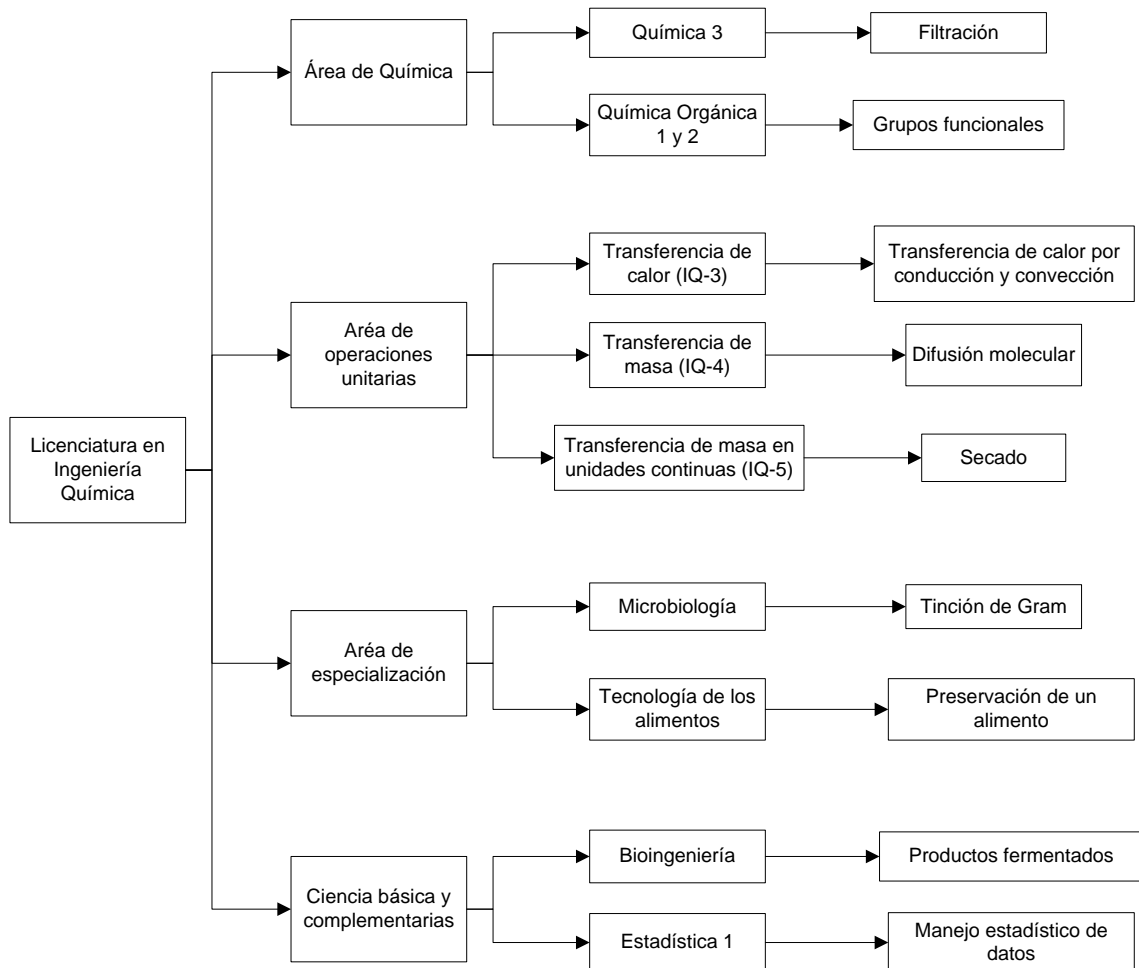 Química 3
Filtración
Área de Química
Química Orgánica
1 y 2
Grupos funcionales
Transferencia de
calor (IQ-3)
Transferencia de calor por
conducción y convección
Aréa de
operaciones
unitarias
Transferencia de
masa (IQ-4)
Difusión molecular
Licenciatura en
Ingeniería
Química
Transferencia de masa en
unidades continuas (IQ-5)
Secado
Microbiología
Tinción de Gram
Aréa de
especialización
Tecnología de los
alimentos
Preservación de un
alimento
Bioingeniería
Productos fermentados
Ciencia básica y
complementarias
Estadística 1
Manejo estadístico de
datos